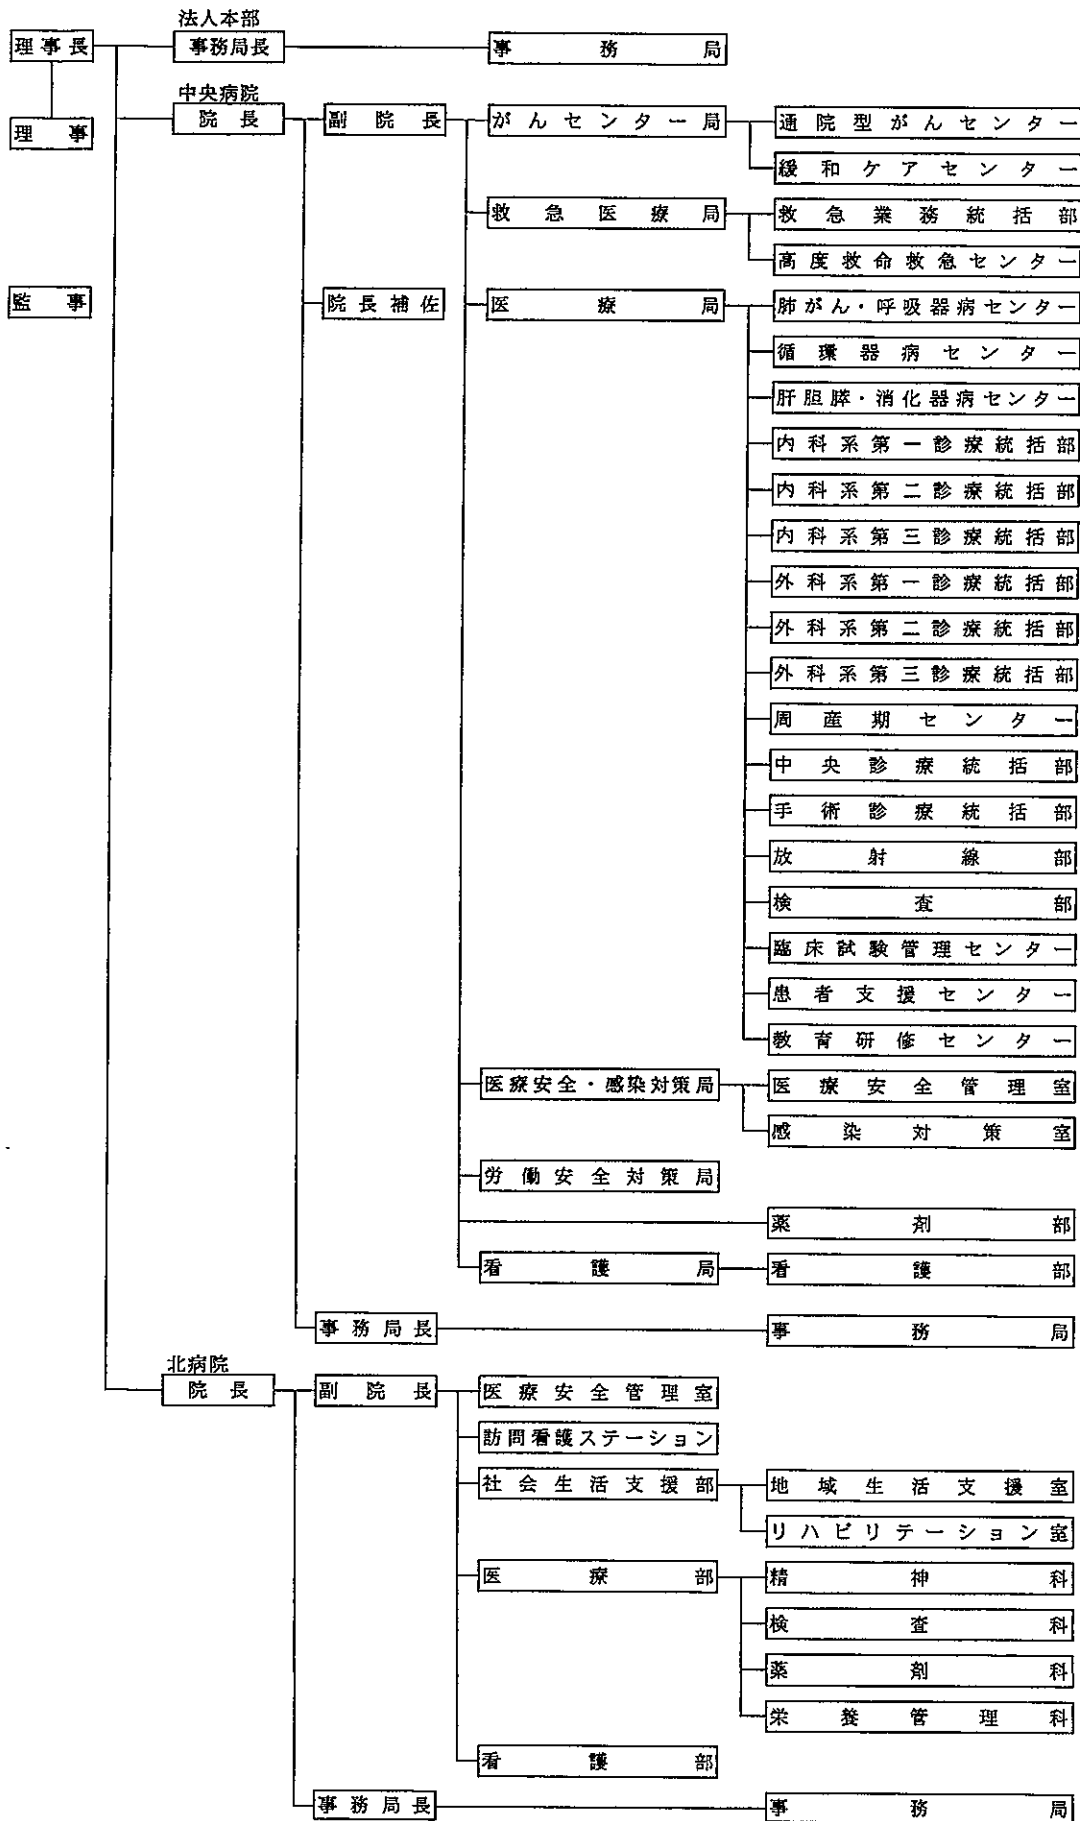 法人本部
理事長 事務局長 事務局
中央病院
院長 副院長 がんセンター局 通院型がんセンター
理事
緩和ケアセンター
救急医療局 救急業務統括部
高度救命救急センター
監事 院長補佐 医療局 肺がん・呼吸器病センター
循環器病センター
肝胆膵・消化器病センター
内科系第一診療統括部
内科系第二診療統括部
内科系第三診療統括部
外科系第一診療統括部
外科系第二診療統括部
外科系第三診療統括部
周産期センター
中央診療統括部
手術診療統括部
放射線部
検査部
臨床試験管理センター
患者支援センター
教育研修センター
医療安全・感染対策局 医療安全管理室
感染対策室
労働安全対策局
薬剤部
看護局 看護部
事務局長 事務局
北病院
院長 副院長 医療安全管理室
訪問看護ステーション
社会生活支援部 地域生活支援室
リハビリテーション室
医療部 精神科
検査科
薬剤科
栄養管理科
看護部
事務局長 事務局